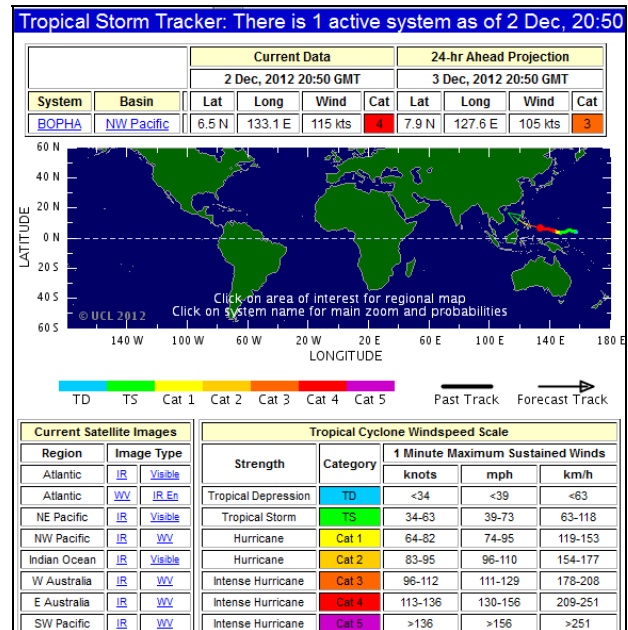 Tropical Storm Tracker: There is 1 active system as of 2 Dec, 20:50
Current Data 24-hr Ahead Projection
2 Dec, 2012 20:50 GMT 3 Dec, 2012 20:50 GMT
System Basin Lat Long Wind Cat Lat Long Wind Cat
BOPHA NW Pacific 6.5 N 133.1 E 115 kts 4 7.9 N 127.6 E 105 kts 3
60 N
40 N
20 N
0 N
20 S
40 S
60 S
LATITUDE
Click on area of interest for regional map
Click on system name for main zoom and probabilities
© UCL 2012
140 W 100 W 60 W 20 W 20 E 60 E 100 E 140 E 180 E
LONGITUDE
TD TS Cat 1 Cat 2 Cat 3 Cat 4 Cat 5 Past Track Forecast Track
Current Satellite Images
Region Image Type
Atlantic IR Visible
Atlantic WV IR En
NE Pacific IR Visible
NW Pacific IR WV
Indian Ocean IR Visible
W Australia IR WV
E Australia IR WV
SW Pacific IR WV
Tropical Cyclone Windspeed Scale
Strength Category 1 Minute Maximum Sustained Winds
knots mph km/h
Tropical Depression TD <34 <39 <63
Tropical Storm TS 34-63 39-73 63-118
Hurricane Cat 1 64-82 74-95 119-153
Hurricane Cat 2 83-95 96-110 154-177
Intense Hurricane Cat 3 96-112 111-129 178-208
Intense Hurricane Cat 4 113-136 130-156 209-251
Intense Hurricane Cat 5 >136 >156 >251